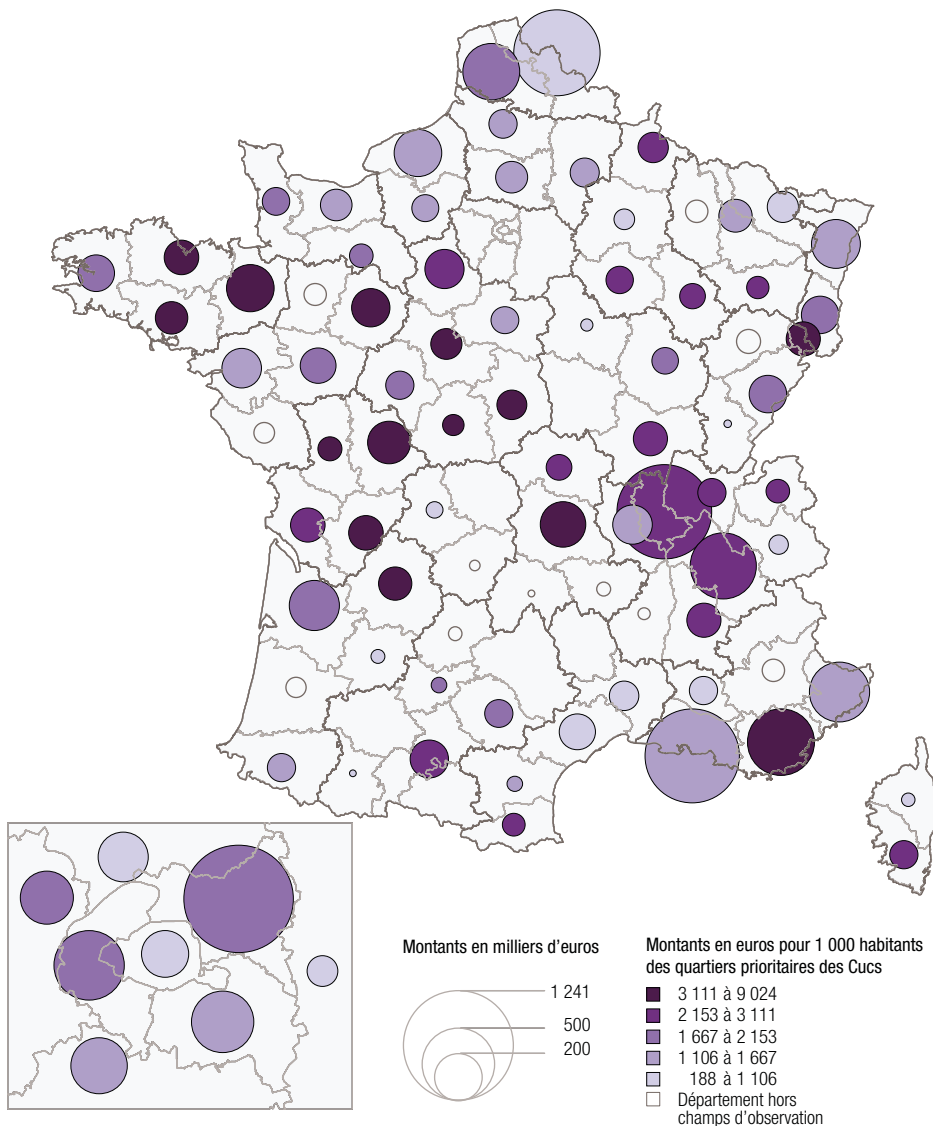 Montants en milliers d’euros
1 241
500
200
Montants en euros pour 1 000 habitants
des quartiers prioritaires des Cucs
3 111 à 9 024
2 153 à 3 111
1 667 à 2 153
1 106 à 1 667
188 à 1 106
Département hors
champs d’observation